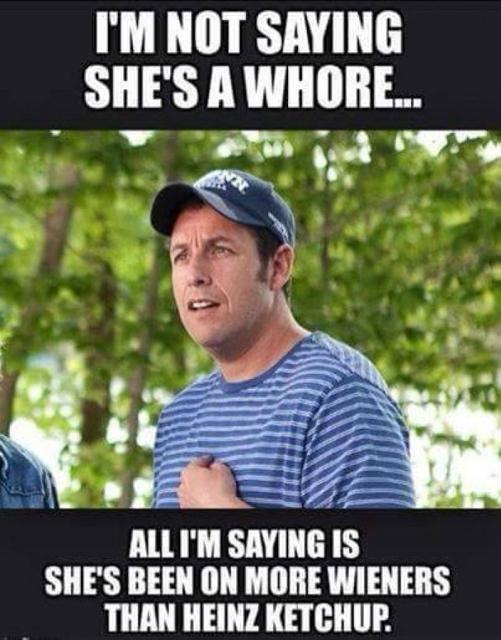 I'M NOT SAYING
SHE'S A WHORE...
ALL I'M SAYING IS
SHE'S BEEN ON MORE WIENERS
THAN HEINZ KETCHUP.